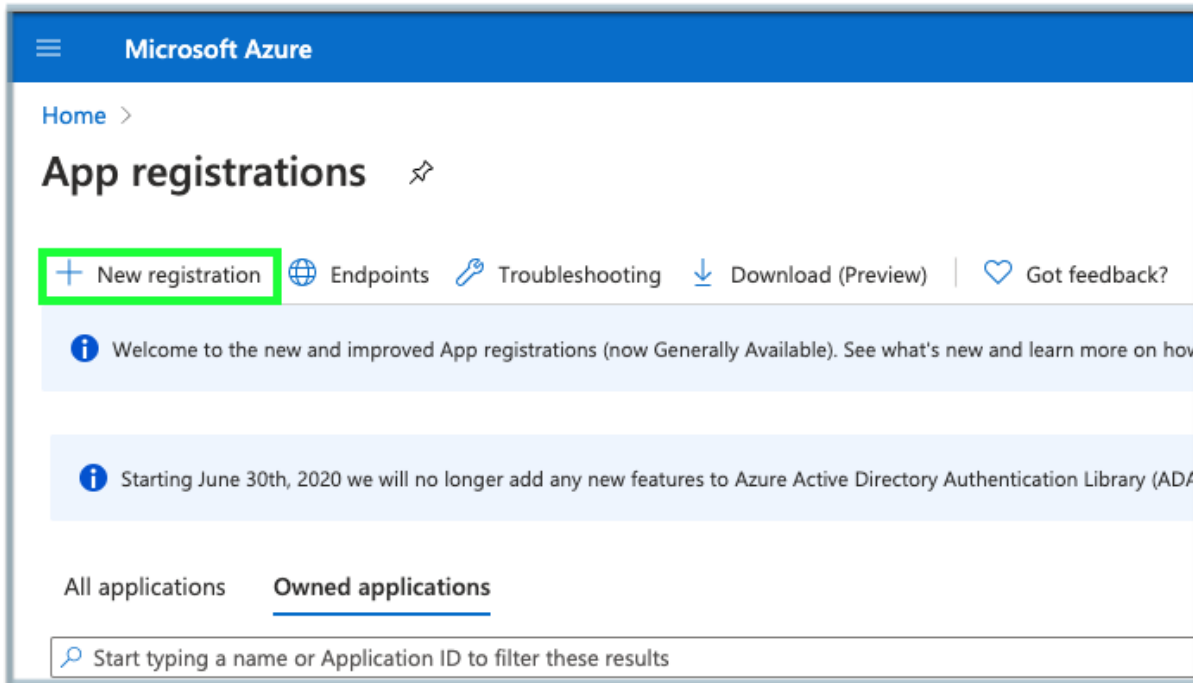 Microsoft Azure
Home >
App registrations
+ New registration Endpoints Troubleshooting Download (Preview) Got feedback?
Welcome to the new and improved App registrations (now Generally Available). See what's new and learn more on how
Starting June 30th, 2020 we will no longer add any new features to Azure Active Directory Authentication Library (ADA
All applications Owned applications
Start typing a name or Application ID to filter these results